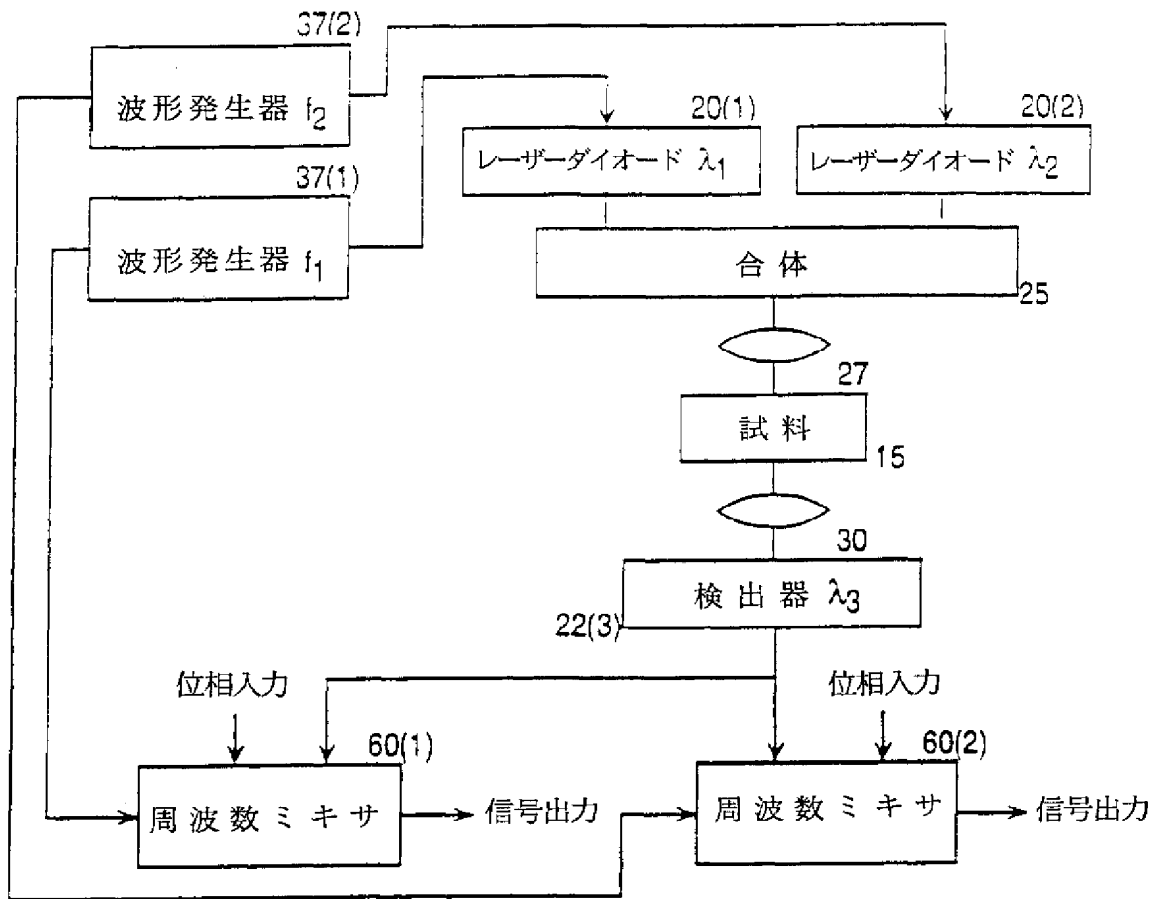 37(2)
波形発生器 f2
37(1)
波形発生器 f1
20(1)
レーザーダイオード λ1
20(2)
レーザーダイオード λ2
合体
25
27
試料
15
30
検出器 λ3
22(3)
位相入力
位相入力
60(1)
周波数ミキサ
信号出力
60(2)
周波数ミキサ
信号出力